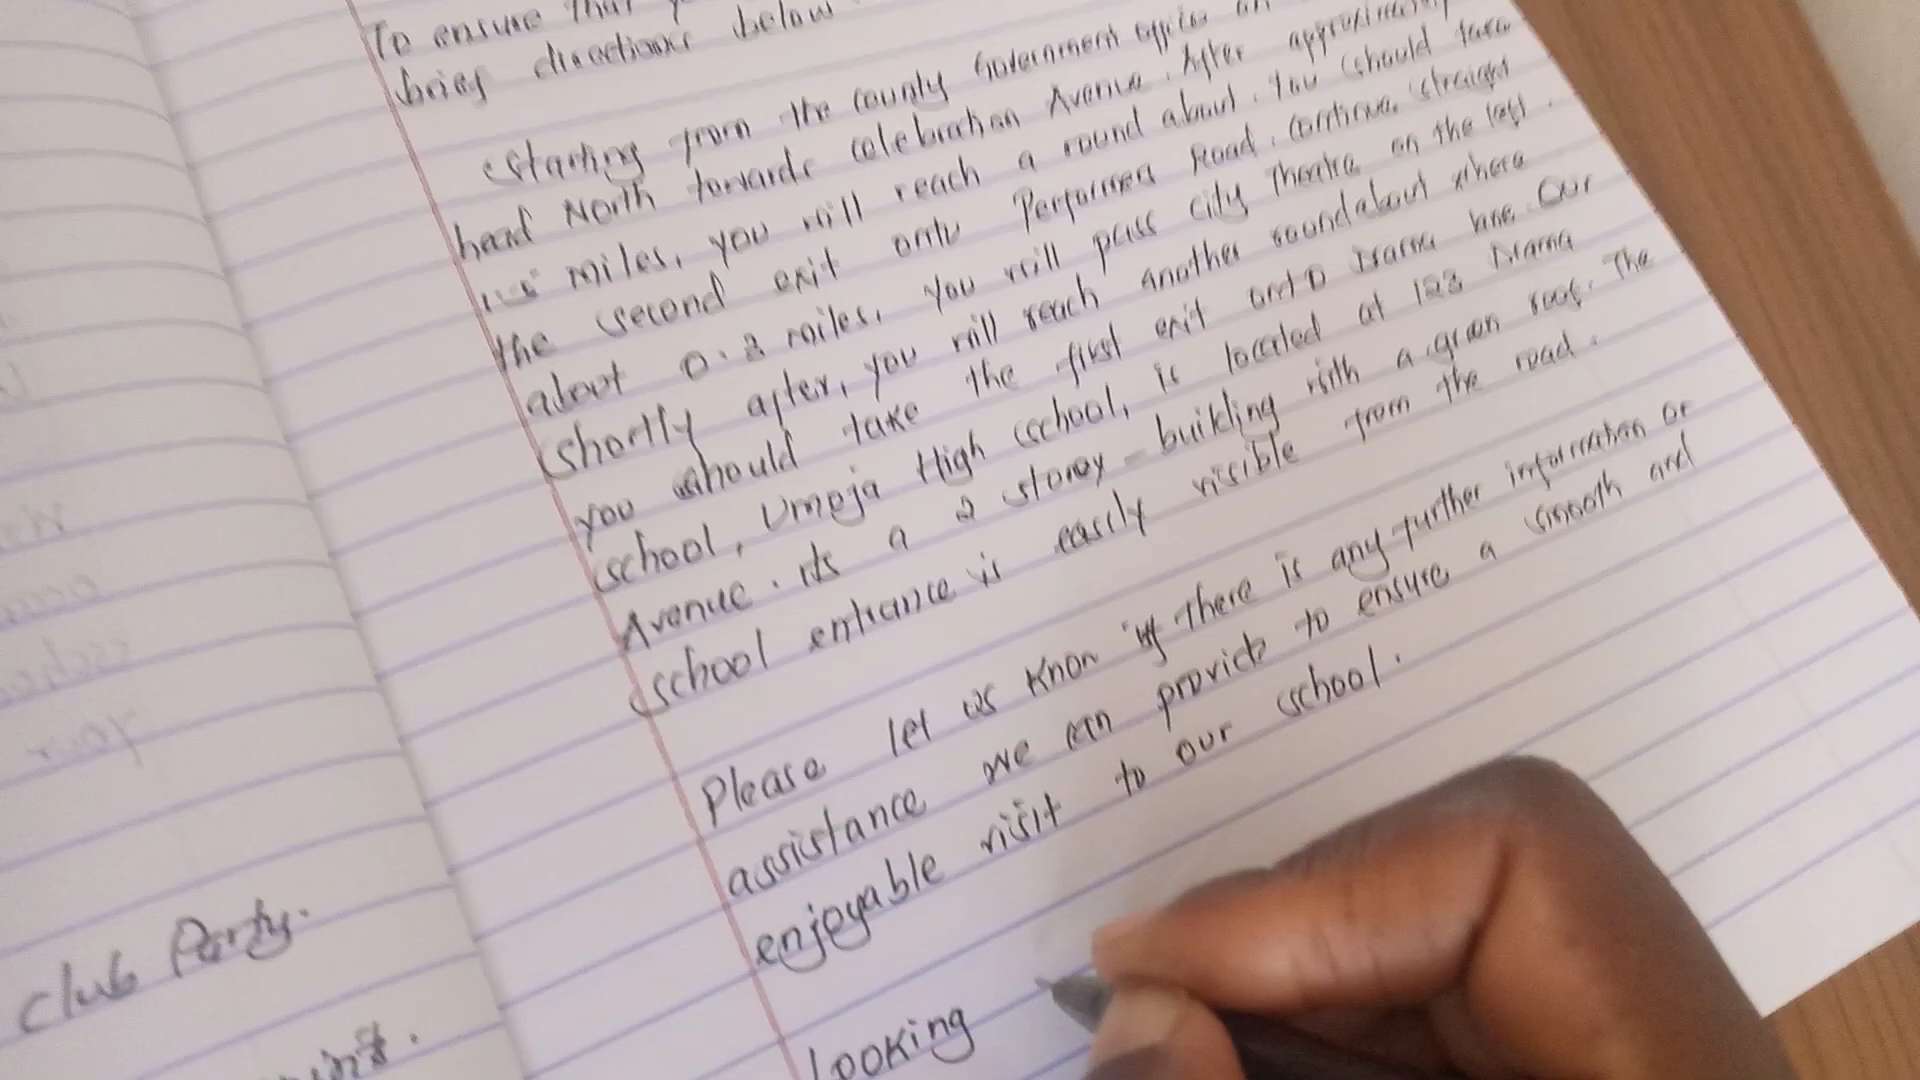 To ensure that
brief directions below
Starting from the County Government office
head North towards celebration Avenue. After approximately
miles, you will reach a round about. You should take
the second exit onto Performers Road. Continue straight
about 0.2 miles, you will pass city Theatre on the left.
Shortly after, you will reach another roundabout where
you should take the first exit onto Drama lane. Our
school, Umoja High school, is located at 123 Drama
Avenue. its a 2 storey-building with a green roof. The
school entrance is easily visible from the road.
Please let us know if there is any further information or
assistance we can provide to ensure a smooth and
enjoyable visit to our school.
Looking
club Party.